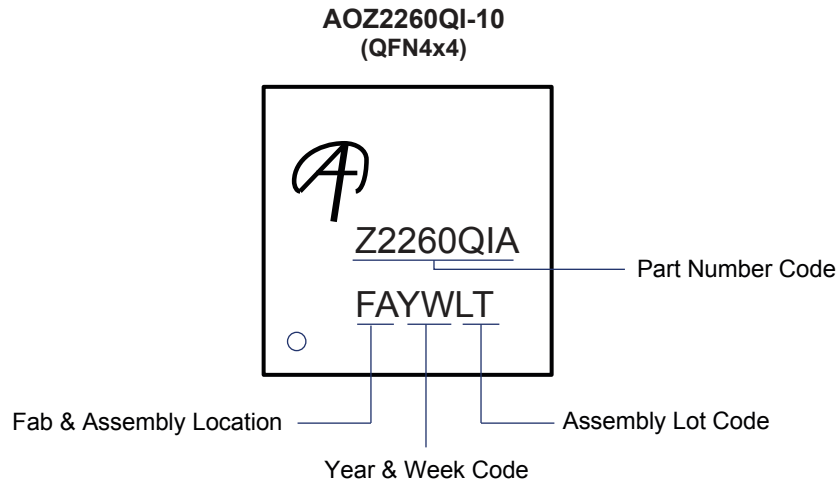 AOZ2260QI-10
(QFN4x4)
Z2260QIA
Part Number Code
FAYWLT
Fab & Assembly Location
Assembly Lot Code
Year & Week Code